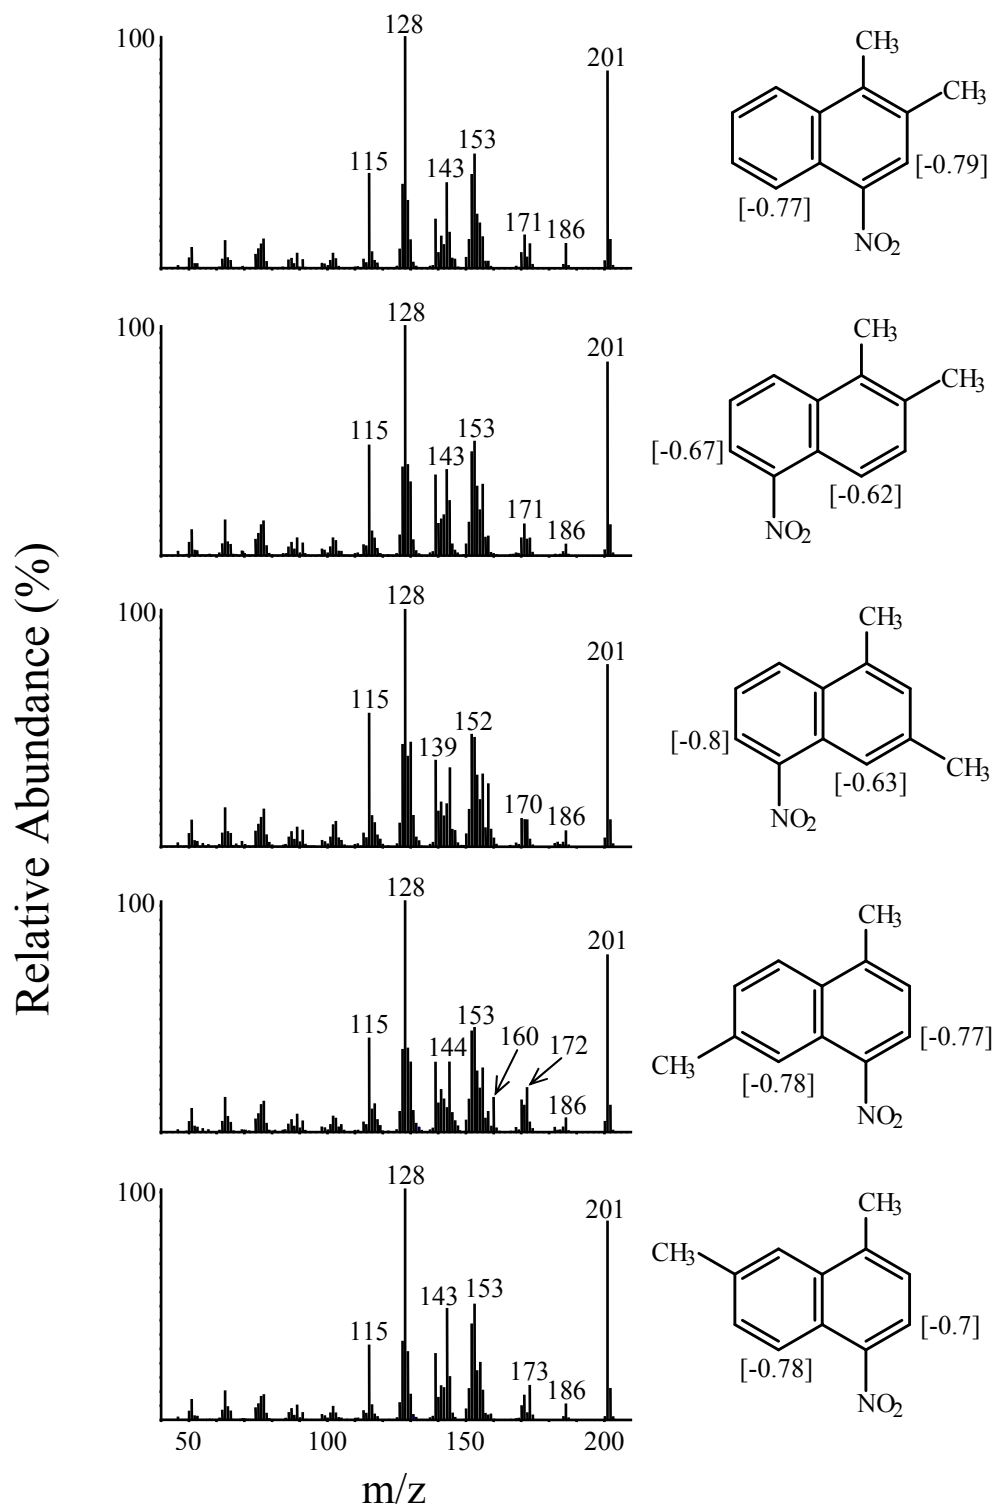 Relative Abundance (%)
100
128
201
115
143
153
171
186
CH3
CH3
[-0.79]
[-0.77]
NO2
100
128
201
115
143
153
171
186
CH3
CH3
[-0.67]
[-0.62]
NO2
100
128
201
115
139
152
170
186
CH3
[-0.8]
[-0.63]
CH3
NO2
100
128
201
115
144
153
160
172
186
CH3
[-0.77]
CH3
[-0.78]
NO2
100
128
201
115
143
153
173
186
CH3
CH3
[-0.7]
[-0.78]
NO2
50 100 150 200
m/z